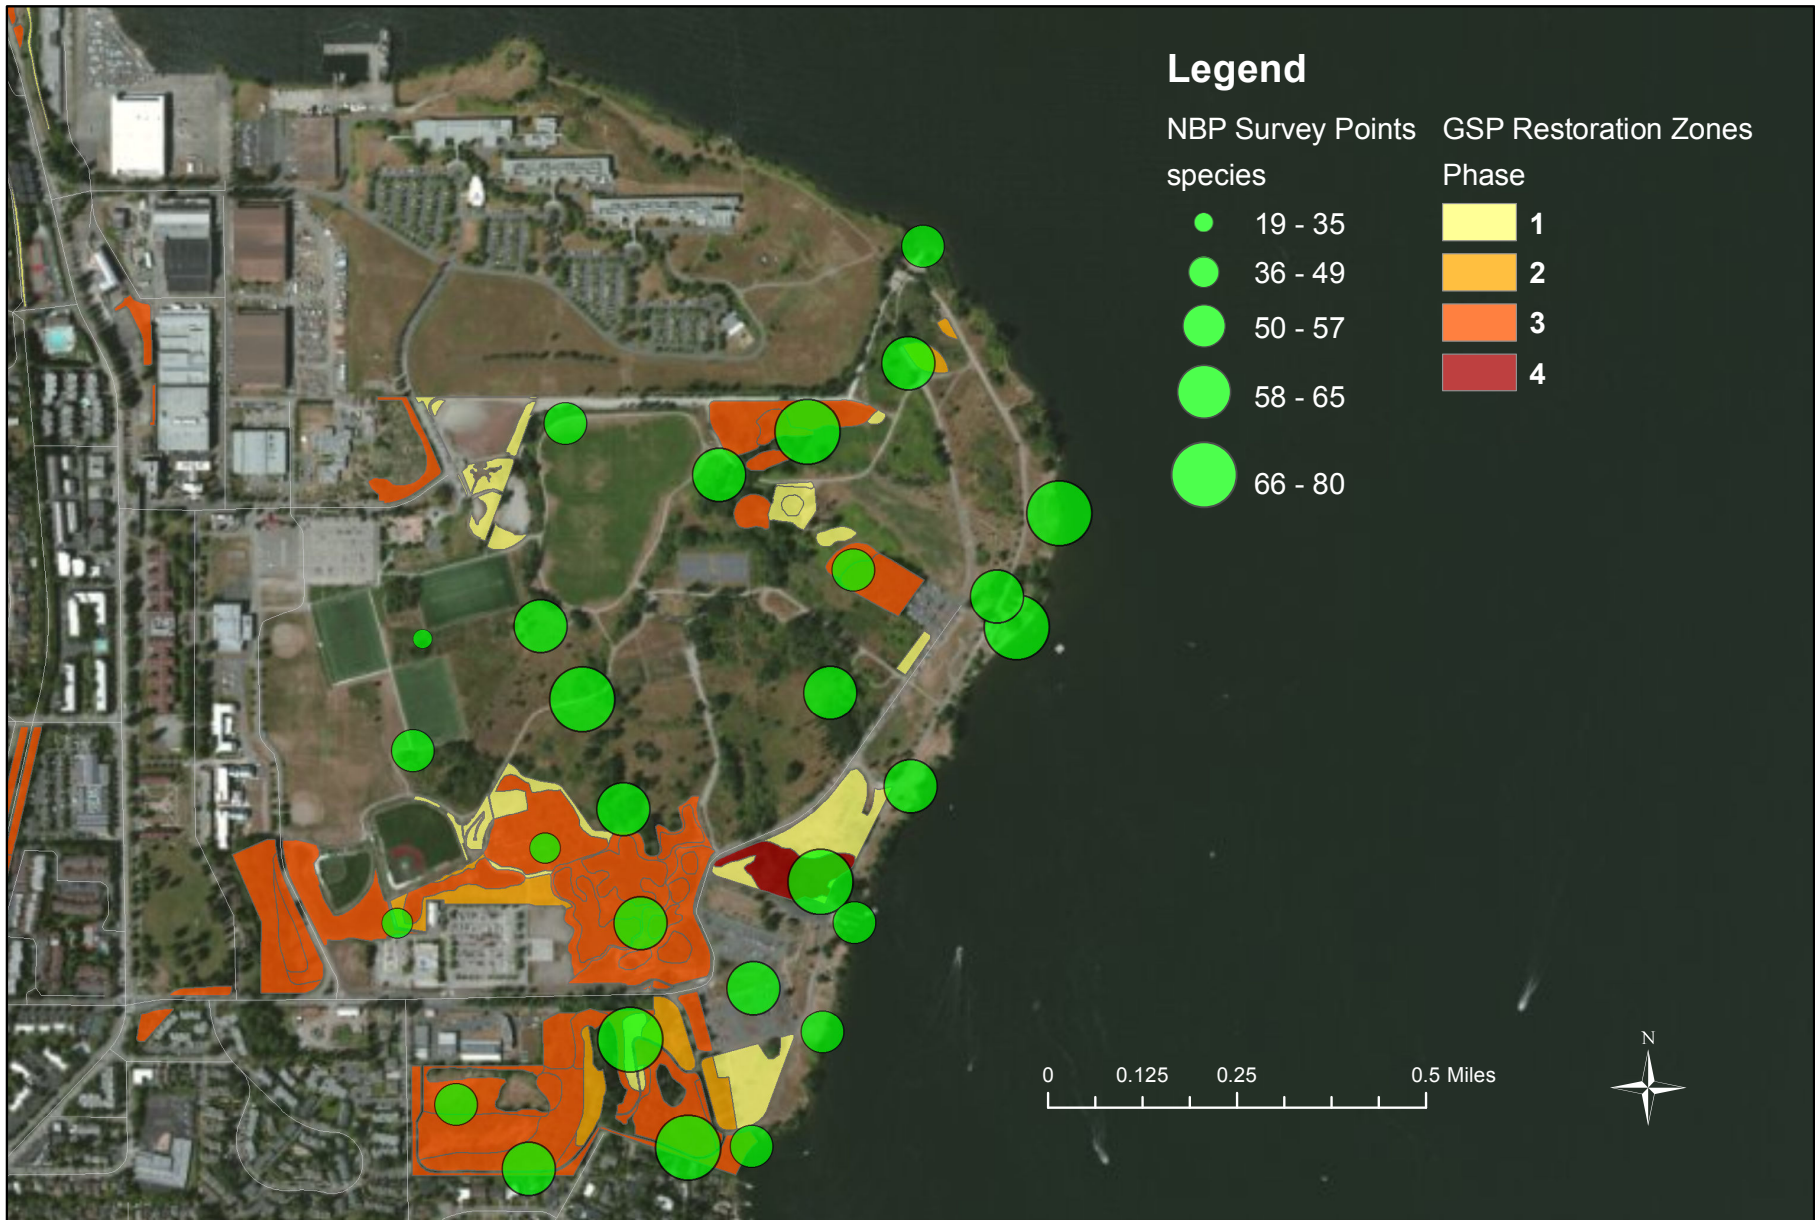 Legend
NBP Survey Points
species
19 - 35
36 - 49
50 - 57
58 - 65
66 - 80
GSP Restoration Zones
Phase
1
2
3
4
0 0.125 0.25 0.5 Miles
N